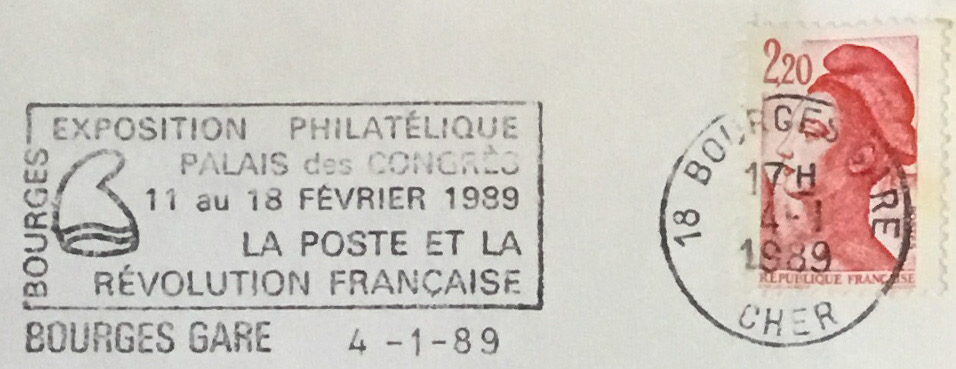 BOURGES
EXPOSITION PHILATÉLIQUE
PALAIS des CONGRÈS
11 au 18 FÉVRIER 1989
LA POSTE ET LA
RÉVOLUTION FRANÇAISE
BOURGES GARE 4-1-89
2,20
18 BOURGES GARE
17H
4-1
1989
CHER
RÉPUBLIQUE FRANÇAISE